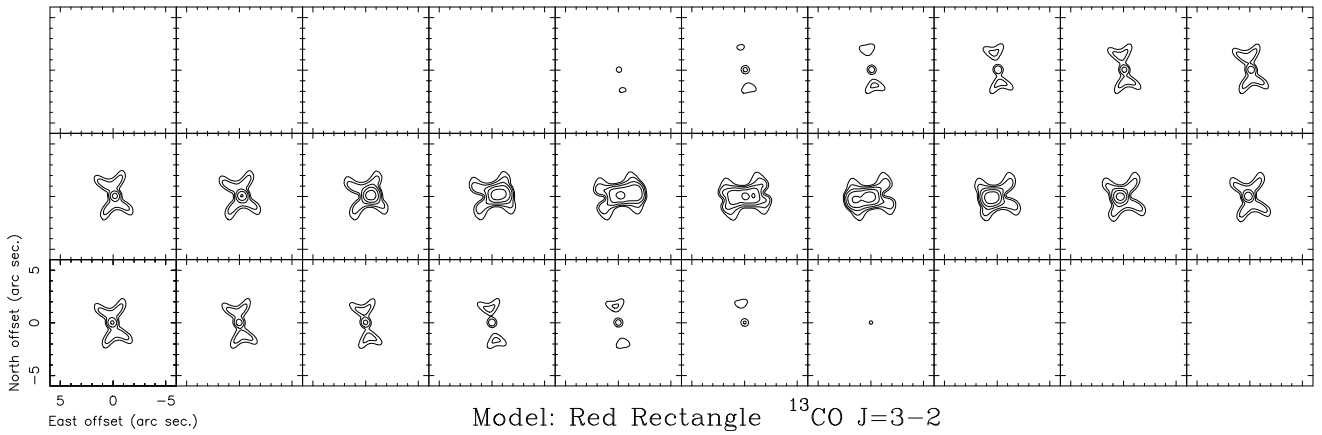 North offset (arc sec.)
5
0
−5
5 0 −5
East offset (arc sec.)
Model: Red Rectangle ¹³CO J=3−2